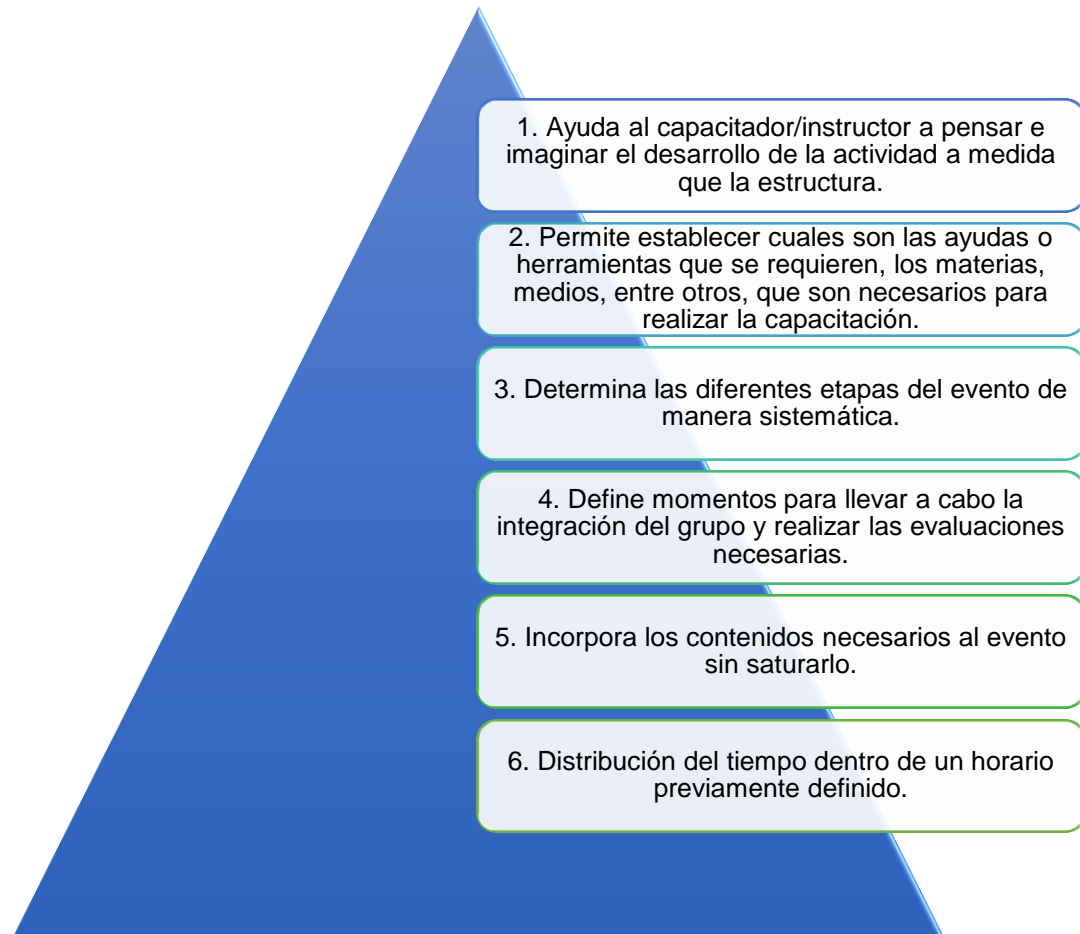 1. Ayuda al capacitador/instructor a pensar e
imaginar el desarrollo de la actividad a medida
que la estructura.
2. Permite establecer cuales son las ayudas o
herramientas que se requieren, los materias,
medios, entre otros, que son necesarios para
realizar la capacitación.
3. Determina las diferentes etapas del evento de
manera sistemática.
4. Define momentos para llevar a cabo la
integración del grupo y realizar las evaluaciones
necesarias.
5. Incorpora los contenidos necesarios al evento
sin saturarlo.
6. Distribución del tiempo dentro de un horario
previamente definido.